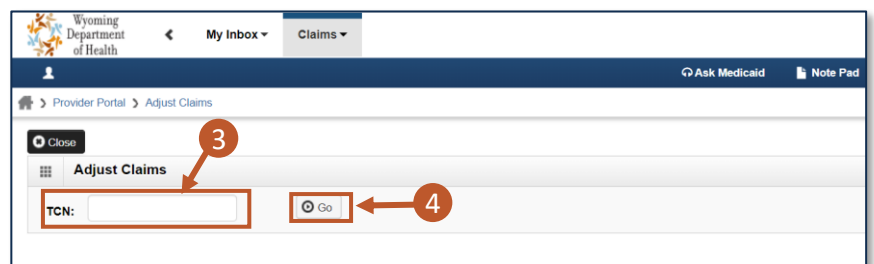 Wyoming
Department
of Health
My Inbox
Claims
Ask Medicaid
Note Pad
Provider Portal
Adjust Claims
Close
3
Adjust Claims
TCN:
Go
4